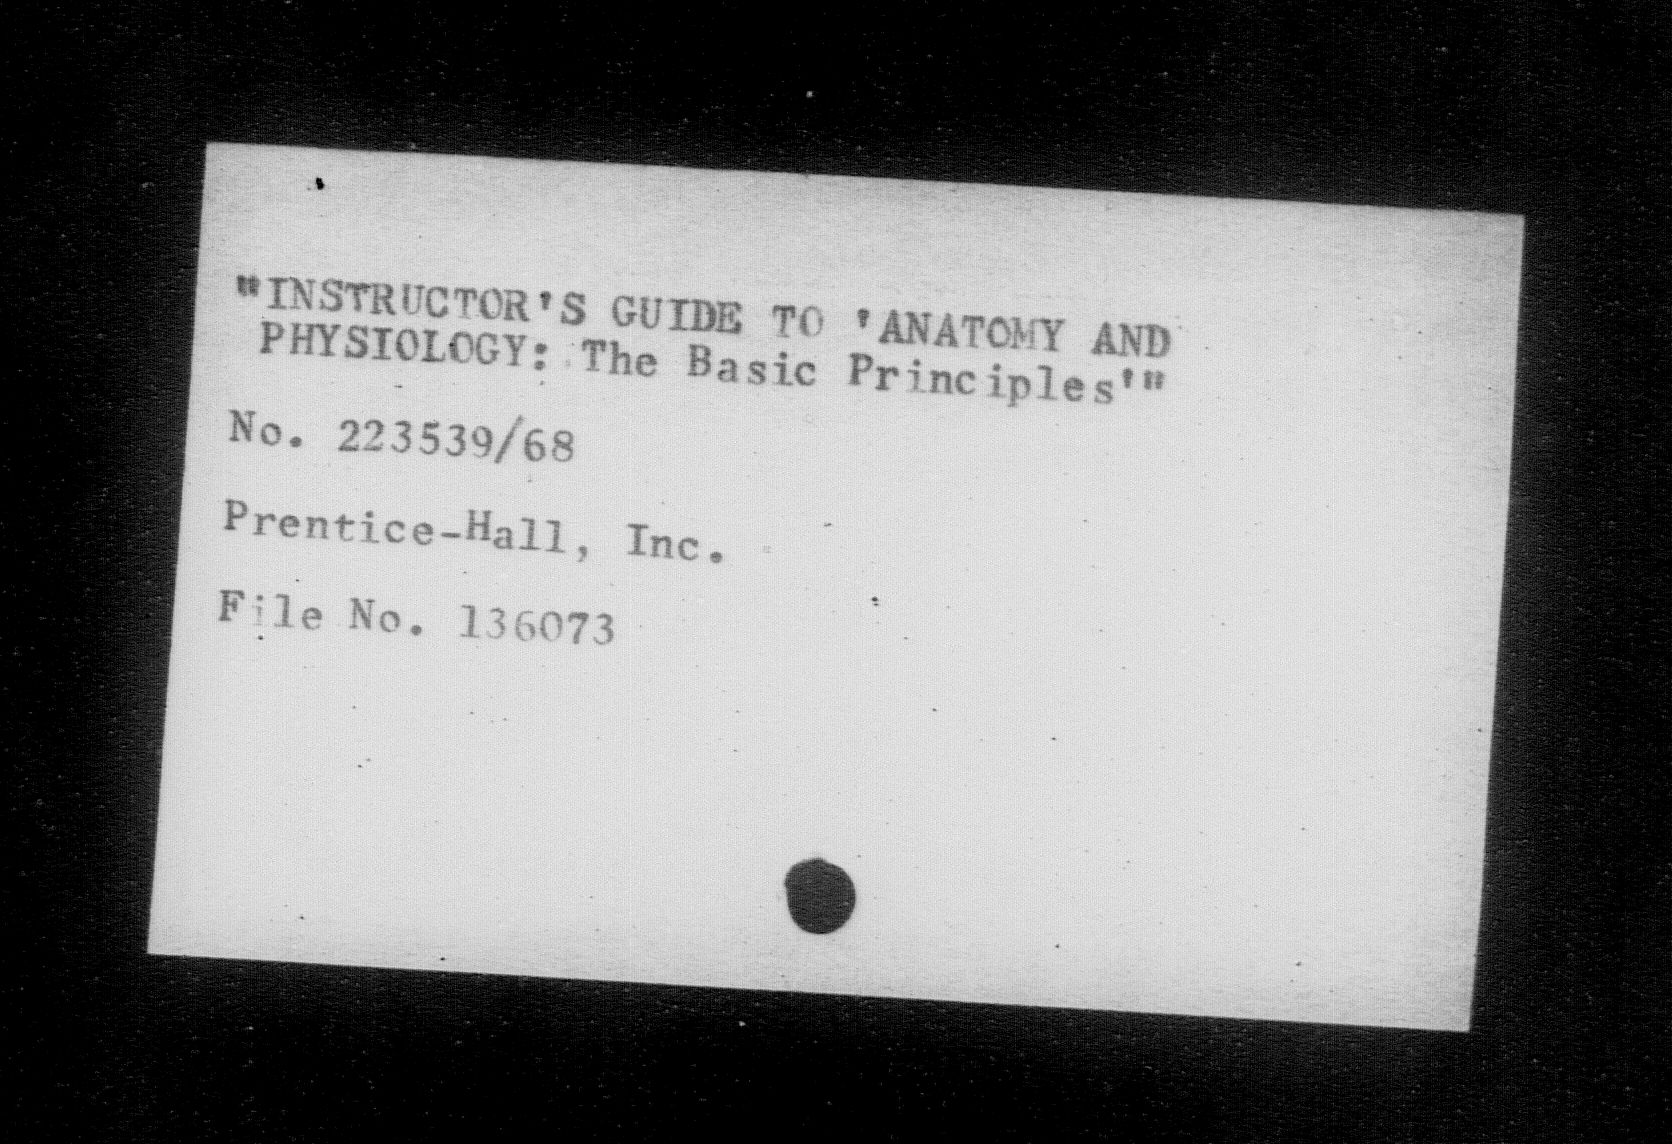 "INSTRUCTOR'S GUIDE TO 'ANATOMY AND
PHYSIOLOGY: The Basic Principles'"
No. 223539/68
Prentice-Hall, Inc.
File No. 136073